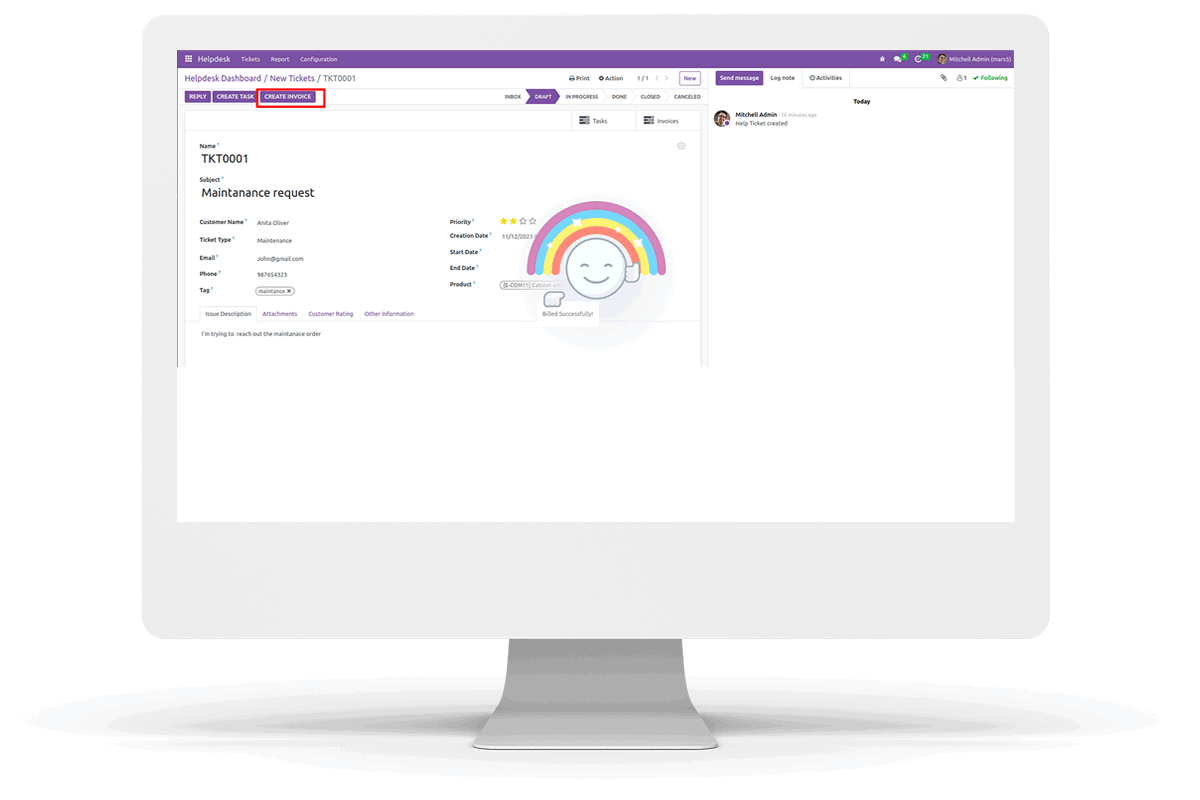 Helpdesk Tickets Report Configuration
4 21 Mitchell Admin (mars5)
Helpdesk Dashboard / New Tickets / TKT0001
Print Action 1 / 1 New
Send message Log note Activities 1 Following
REPLY CREATE TASK CREATE INVOICE
INBOX DRAFT IN PROGRESS DONE CLOSED CANCELED
Today
Tasks Invoices
Mitchell Admin - 18 minutes ago
Help Ticket created
Name ?
TKT0001
Subject ?
Maintanance request
Customer Name ? Anita Oliver
Ticket Type ? Maintenance
Email ? John@gmail.com
Phone ? 987654323
Tag ? maintance ×
Priority ?
Creation Date ? 11/12/2023
Start Date ?
End Date ?
Product ? [E-COM11] Cabinet with
Billed Successfully!
Issue Description Attachments Customer Rating Other Information
I'm trying to reach out the maintanace order